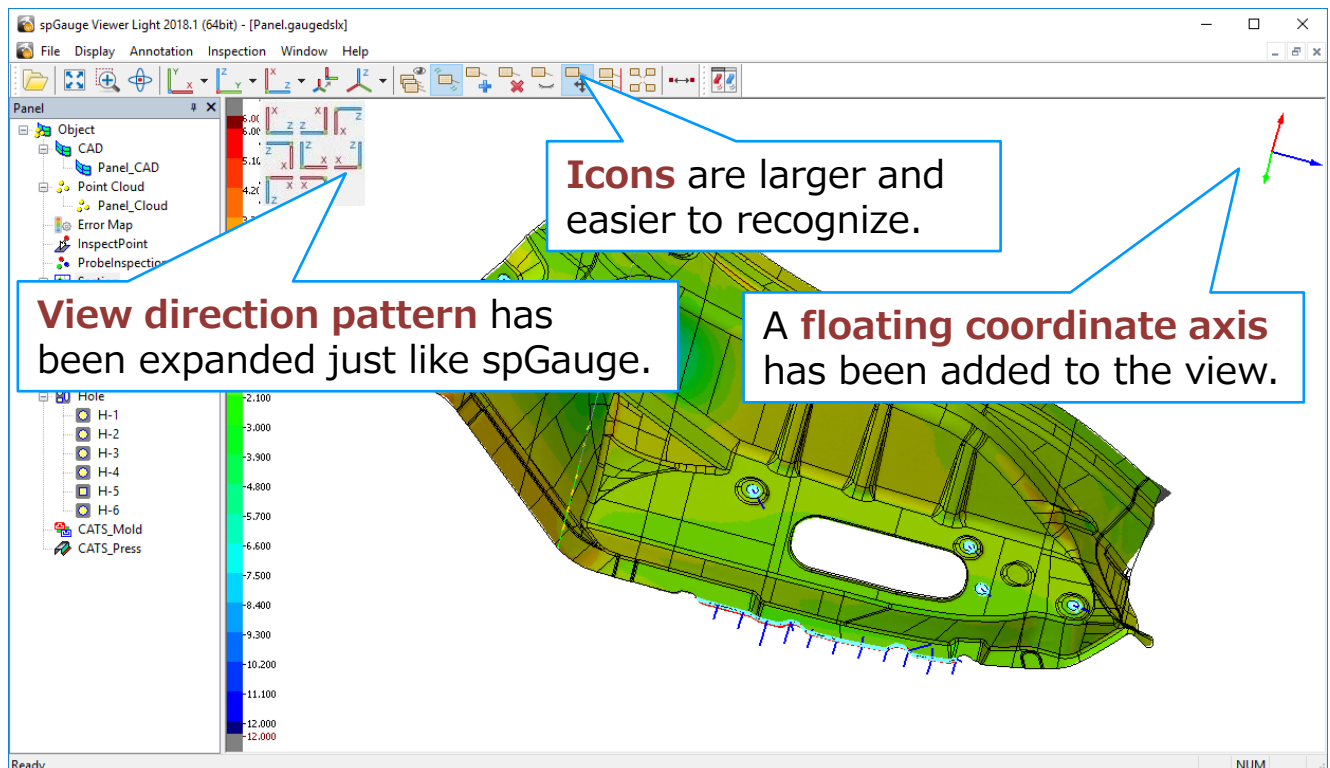 spGauge Viewer Light 2018.1 (64bit) - [Panel.gaugedslx]
File Display Annotation Inspection Window Help
Y x Z y X z Z
Panel
Object
CAD
Panel_CAD
Point Cloud
Panel_Cloud
Error Map
InspectPoint
ProbeInspection
X X
Z Z X Z
Z Z Z
X X X
X X
Z
6.00
5.10
4.20
Icons are larger and
easier to recognize.
View direction pattern has
been expanded just like spGauge.
A floating coordinate axis
has been added to the view.
Hole
H-1
H-2
H-3
H-4
H-5
H-6
CATS_Mold
CATS_Press
-2.100
-3.000
-3.900
-4.800
-5.700
-6.600
-7.500
-8.400
-9.300
-10.200
-11.100
-12.000
-12.000
Ready
NUM